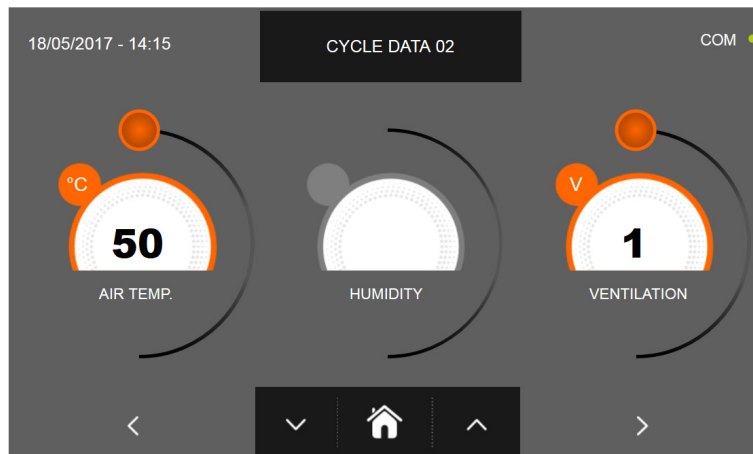 18/05/2017 - 14:15
CYCLE DATA 02
COM
°C
V
50
1
AIR TEMP.
HUMIDITY
VENTILATION